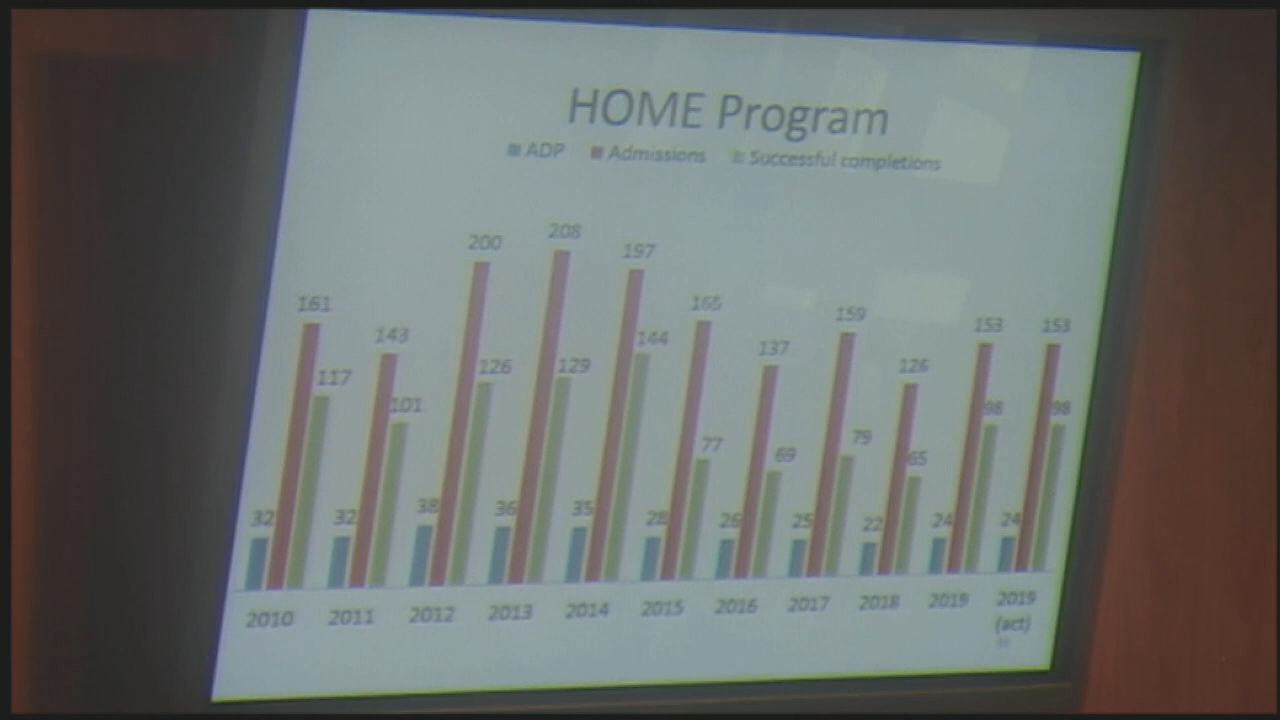 HOME Program
ADP Admissions Successful completions
161 143 200 208 197 165 137 159 126 153 153
117 101 126 129 144 77 69 79 65 98 98
32 32 38 36 35 28 26 25 22 24 24
2010 2011 2012 2013 2014 2015 2016 2017 2018 2019 2019
(act)